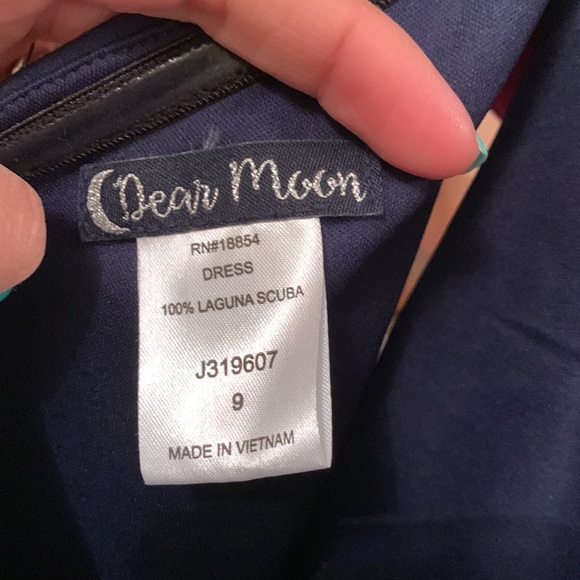 Dear Moon
RN#18854
DRESS
100% LAGUNA SCUBA
J319607
9
MADE IN VIETNAM